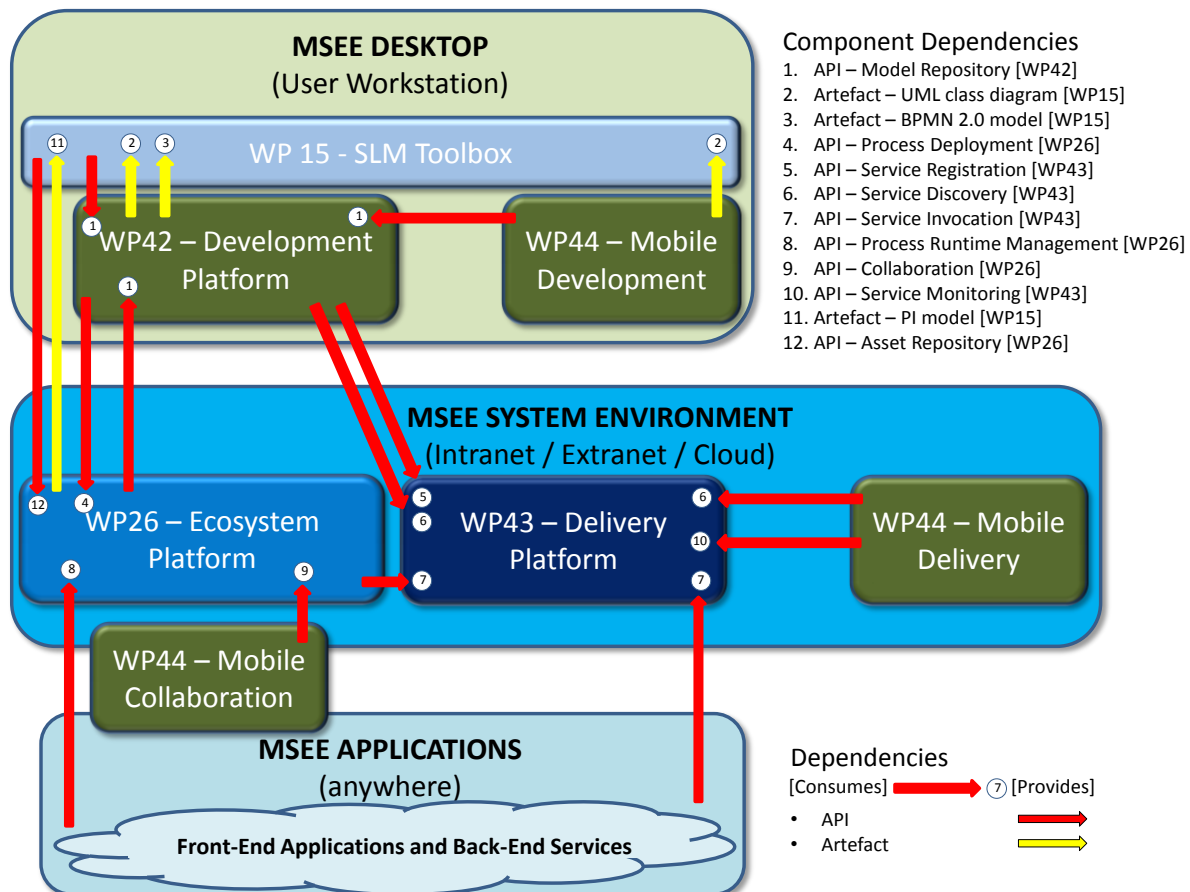 MSEE DESKTOP
(User Workstation)
11
2
3
WP 15 - SLM Toolbox
2
1
1
WP42 – Development
Platform
WP44 – Mobile
Development
1
Component Dependencies
1. API – Model Repository [WP42]
2. Artefact – UML class diagram [WP15]
3. Artefact – BPMN 2.0 model [WP15]
4. API – Process Deployment [WP26]
5. API – Service Registration [WP43]
6. API – Service Discovery [WP43]
7. API – Service Invocation [WP43]
8. API – Process Runtime Management [WP26]
9. API – Collaboration [WP26]
10. API – Service Monitoring [WP43]
11. Artefact – PI model [WP15]
12. API – Asset Repository [WP26]
MSEE SYSTEM ENVIRONMENT
(Intranet / Extranet / Cloud)
12
4
WP26 – Ecosystem
Platform
8
9
5
6
WP43 – Delivery
Platform
7
6
10
7
WP44 – Mobile
Delivery
WP44 – Mobile
Collaboration
MSEE APPLICATIONS
(anywhere)
Front-End Applications and Back-End Services
Dependencies
[Consumes] 7 [Provides]
• API
• Artefact